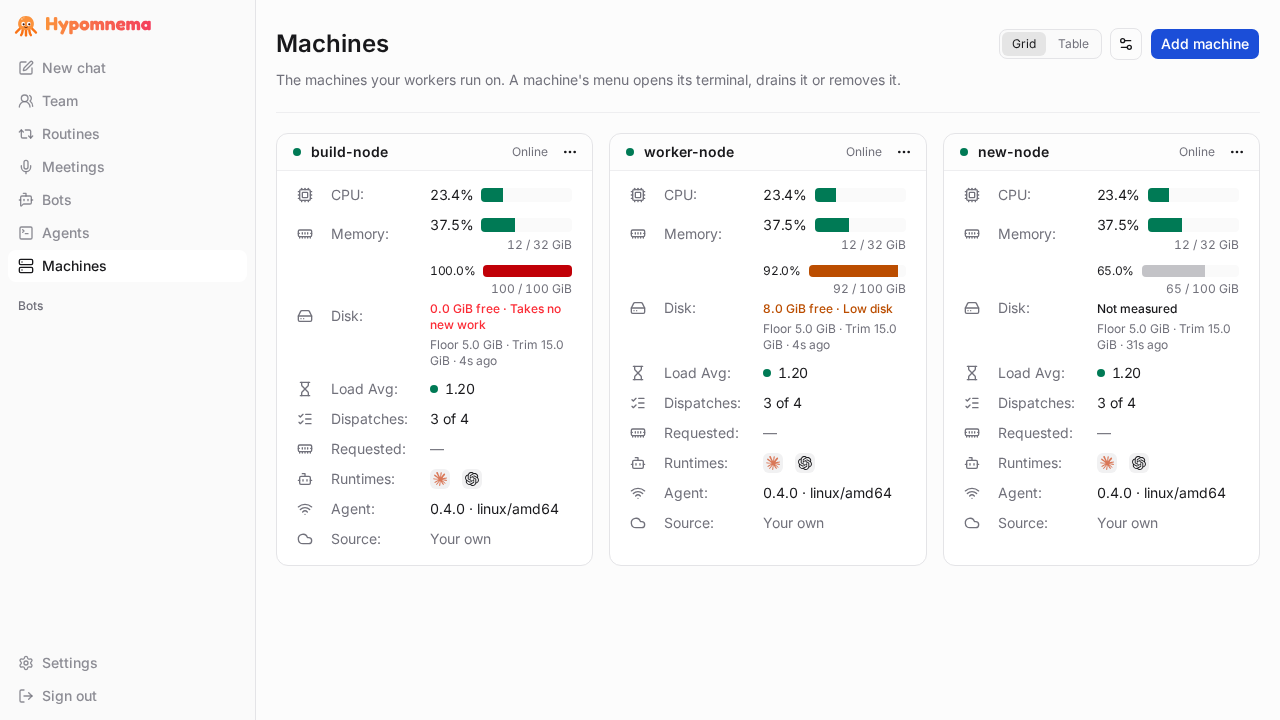 Hypomnema
New chat
Team
Routines
Meetings
Bots
Agents
Machines
Bots
Settings
Sign out
Machines
Grid
Table
Add machine
The machines your workers run on. A machine's menu opens its terminal, drains it or removes it.
build-node
Online
CPU:
23.4%
Memory:
37.5%
12 / 32 GiB
Disk:
100.0%
100 / 100 GiB
0.0 GiB free · Takes no
new work
Floor 5.0 GiB · Trim 15.0
GiB · 4s ago
Load Avg:
1.20
Dispatches:
3 of 4
Requested:
—
Runtimes:
Agent:
0.4.0 · linux/amd64
Source:
Your own
worker-node
Online
CPU:
23.4%
Memory:
37.5%
12 / 32 GiB
Disk:
92.0%
92 / 100 GiB
8.0 GiB free · Low disk
Floor 5.0 GiB · Trim 15.0
GiB · 4s ago
Load Avg:
1.20
Dispatches:
3 of 4
Requested:
—
Runtimes:
Agent:
0.4.0 · linux/amd64
Source:
Your own
new-node
Online
CPU:
23.4%
Memory:
37.5%
12 / 32 GiB
Disk:
65.0%
65 / 100 GiB
Not measured
Floor 5.0 GiB · Trim 15.0
GiB · 31s ago
Load Avg:
1.20
Dispatches:
3 of 4
Requested:
—
Runtimes:
Agent:
0.4.0 · linux/amd64
Source:
Your own